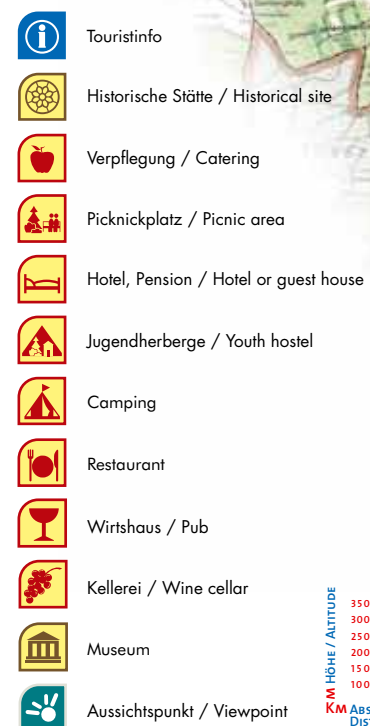 Touristinfo
Historische Stätte / Historical site
Verpflegung / Catering
Picknickplatz / Picnic area
Hotel, Pension / Hotel or guest house
Jugendherberge / Youth hostel
Camping
Restaurant
Wirtshaus / Pub
Kellerei / Wine cellar
Museum
Aussichtspunkt / Viewpoint
M Höhe / Altitude
350
300
250
200
150
100
Km Abs
Dis